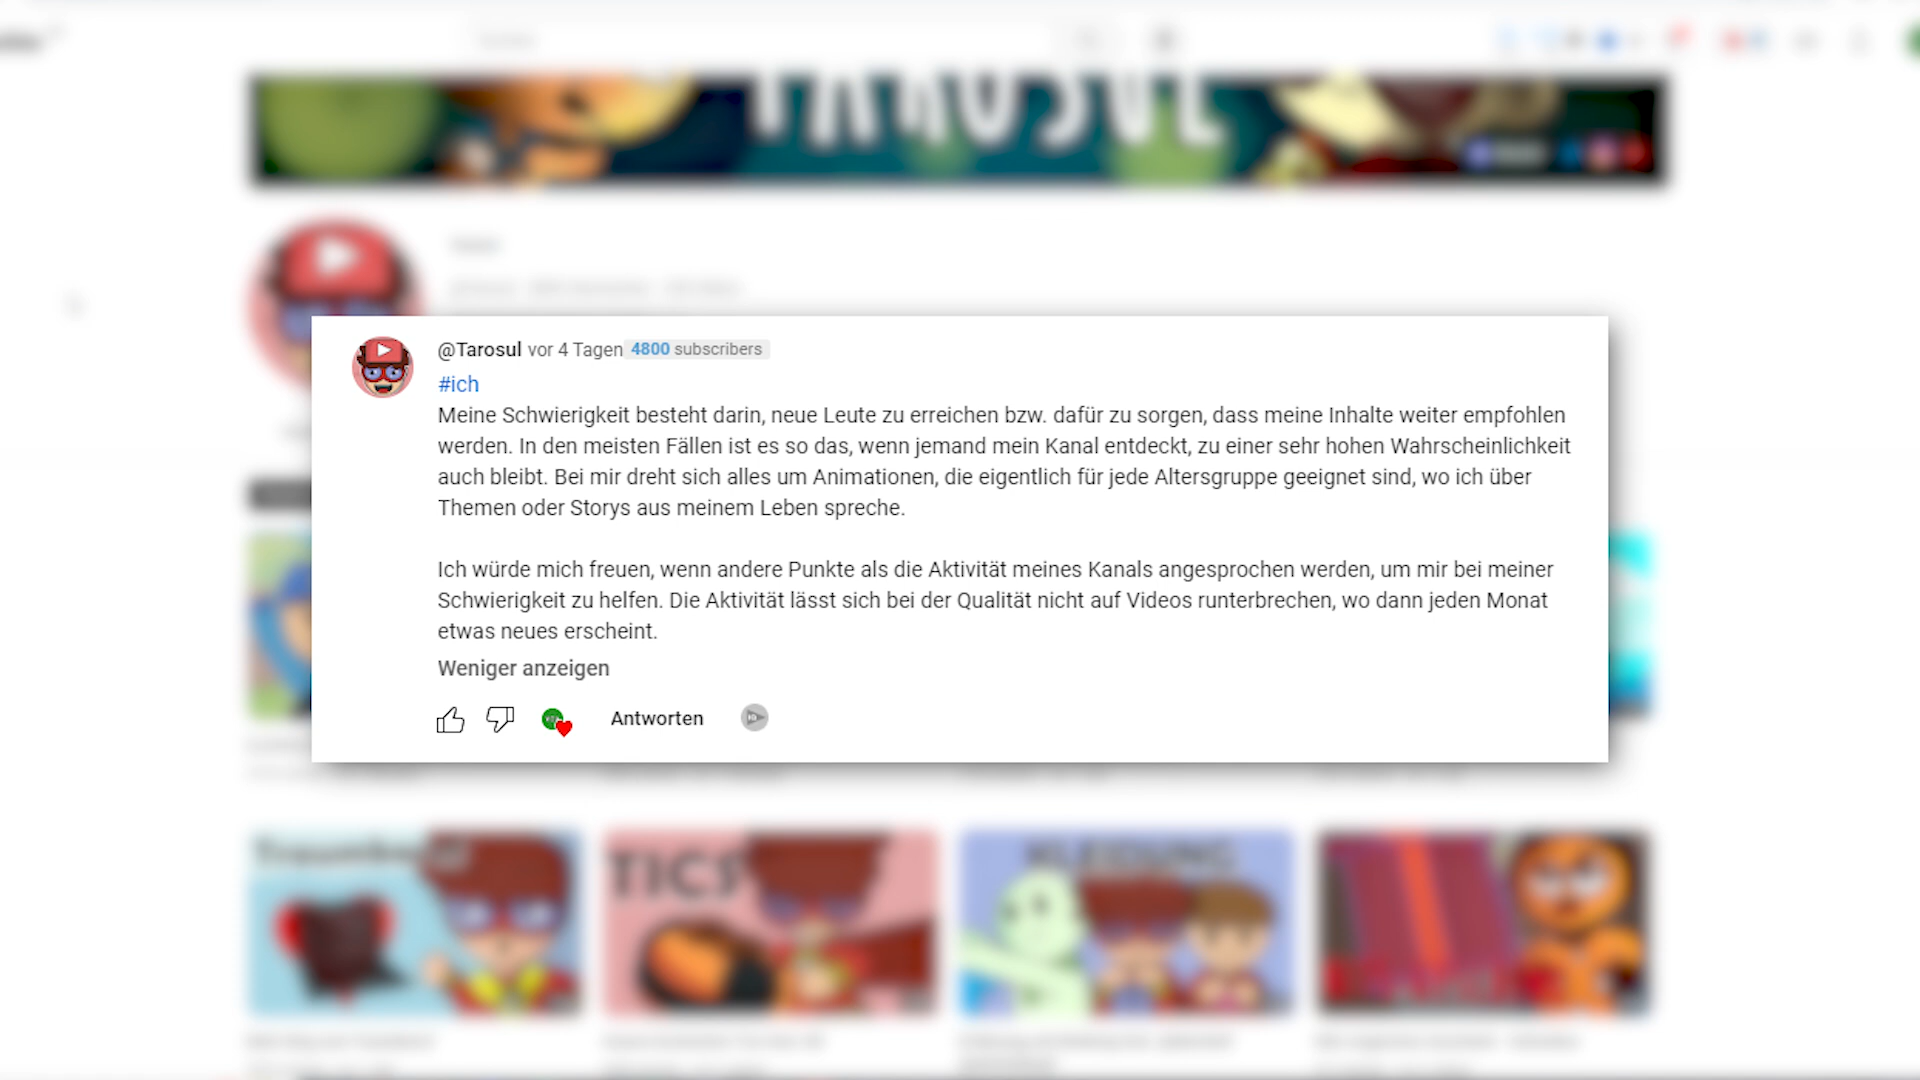 TAROSUL
@Tarosul vor 4 Tagen 4800 subscribers
#ich
Meine Schwierigkeit besteht darin, neue Leute zu erreichen bzw. dafür zu sorgen, dass meine Inhalte weiter empfohlen
werden. In den meisten Fällen ist es so das, wenn jemand mein Kanal entdeckt, zu einer sehr hohen Wahrscheinlichkeit
auch bleibt. Bei mir dreht sich alles um Animationen, die eigentlich für jede Altersgruppe geeignet sind, wo ich über
Themen oder Storys aus meinem Leben spreche.
Ich würde mich freuen, wenn andere Punkte als die Aktivität meines Kanals angesprochen werden, um mir bei meiner
Schwierigkeit zu helfen. Die Aktivität lässt sich bei der Qualität nicht auf Videos runterbrechen, wo dann jeden Monat
etwas neues erscheint.
Weniger anzeigen
Antworten
TICS
KLEIDUNG